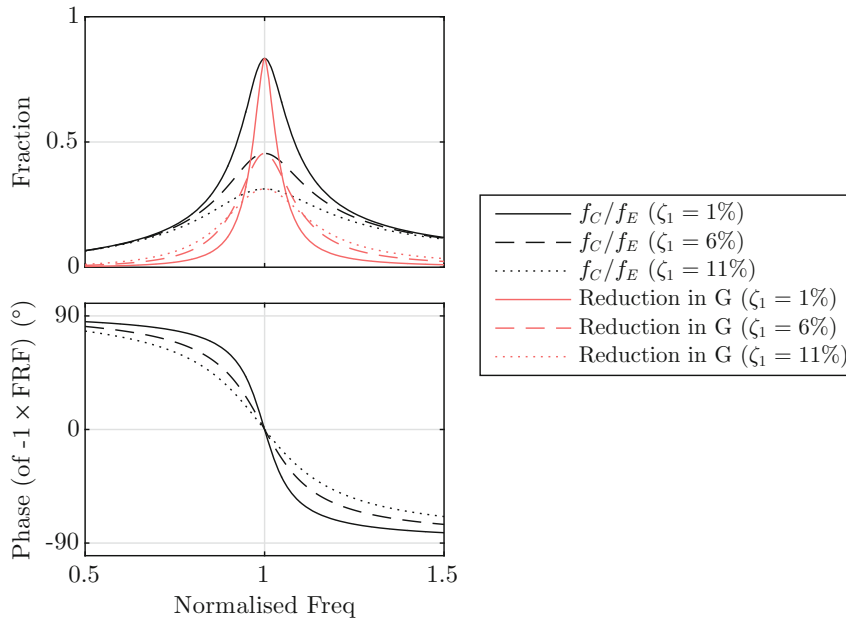 1
0.5
0
Fraction
90
0
-90
Phase (of -1 × FRF) (°)
0.5
1
1.5
Normalised Freq
f_C/f_E (ζ_1 = 1%)
f_C/f_E (ζ_1 = 6%)
f_C/f_E (ζ_1 = 11%)
Reduction in G (ζ_1 = 1%)
Reduction in G (ζ_1 = 6%)
Reduction in G (ζ_1 = 11%)